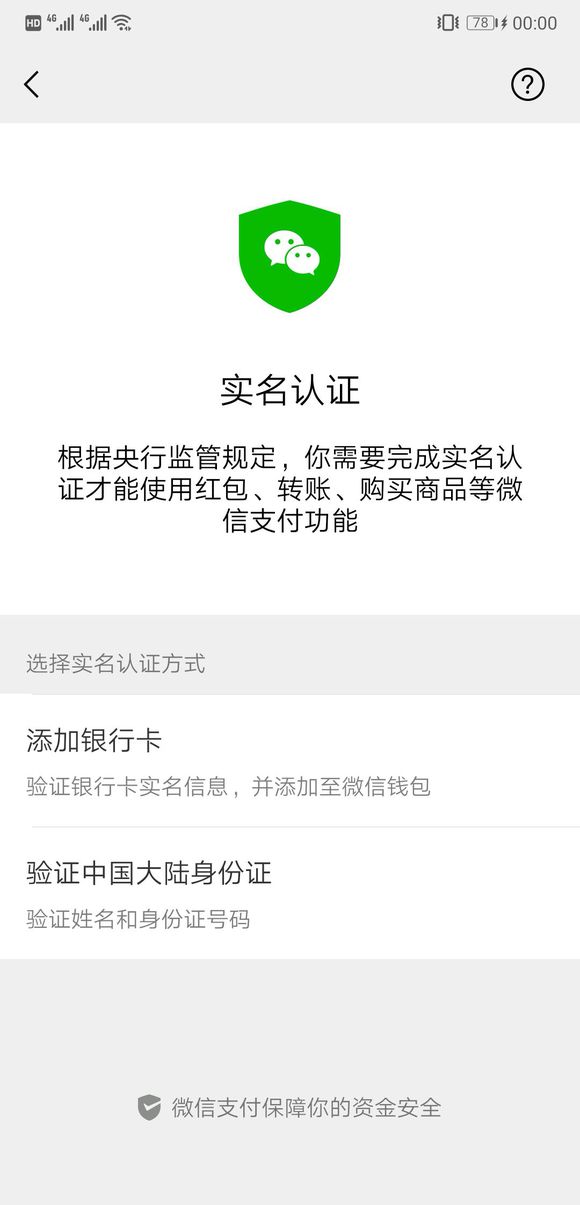 HD 4G 4G 78 00:00
实名认证
根据央行监管规定，你需要完成实名认
证才能使用红包、转账、购买商品等微
信支付功能
选择实名认证方式
添加银行卡
验证银行卡实名信息，并添加至微信钱包
验证中国大陆身份证
验证姓名和身份证号码
微信支付保障你的资金安全